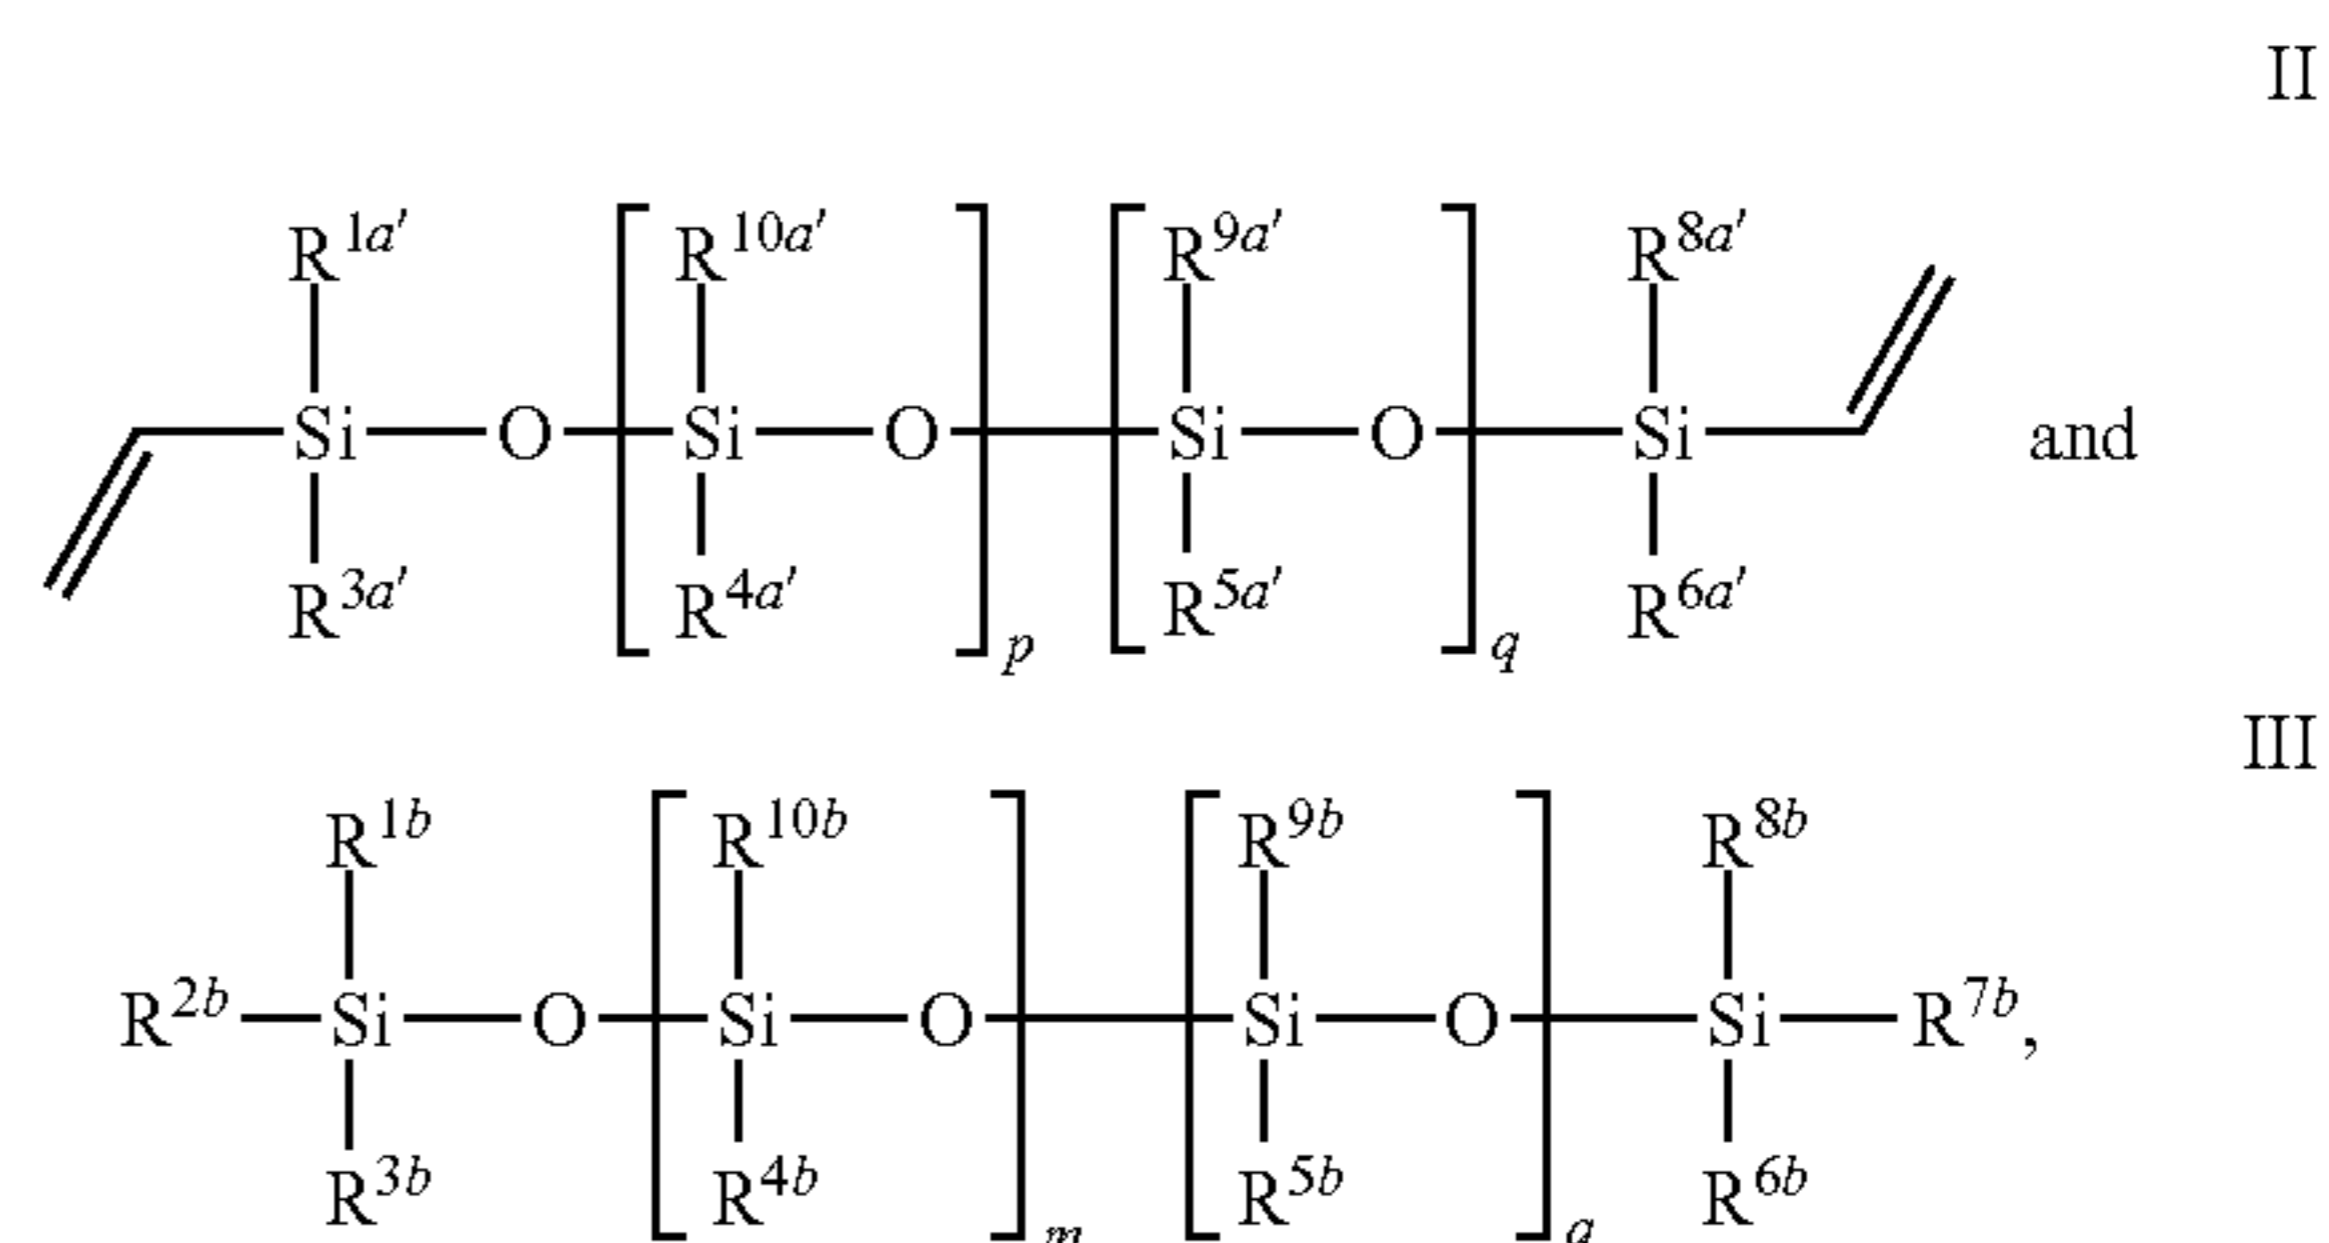 II
R1a′ R10a′ R9a′ R8a′
Si O Si O Si O Si and
R3a′ R4a′ p R5a′ q R6a′
III
R1b R10b R9b R8b
R2b Si O Si O Si O Si R7b,
R3b R4b R5b R6b